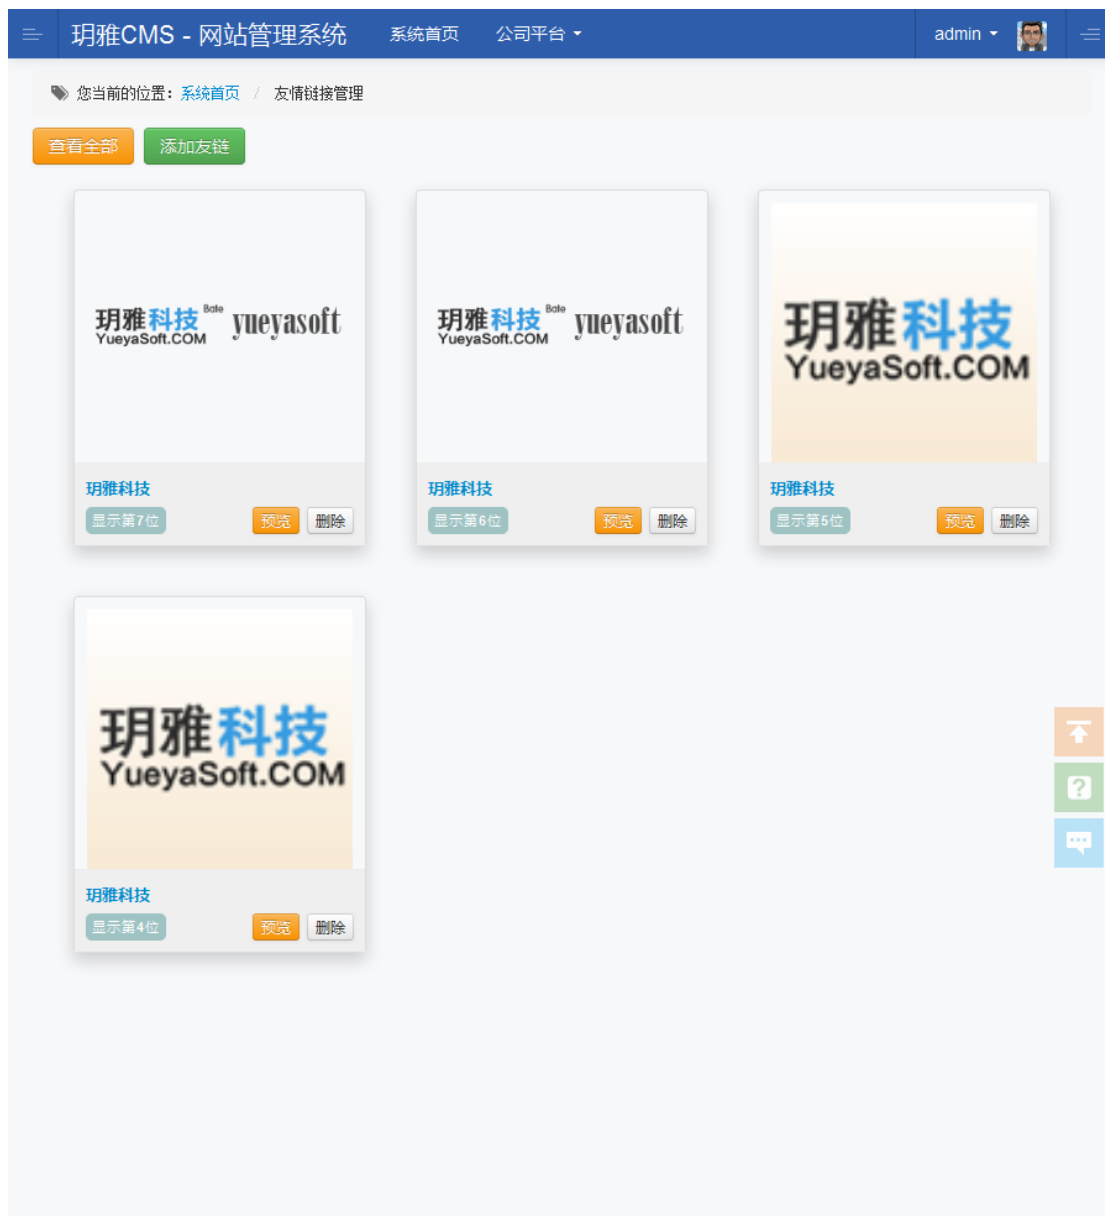 玥雅CMS - 网站管理系统 系统首页 公司平台 admin
您当前的位置：系统首页 / 友情链接管理
查看全部 添加友链
玥雅科技 Bate yueyasoft
YueyaSoft.COM
玥雅科技 Bate yueyasoft
YueyaSoft.COM
玥雅科技
YueyaSoft.COM
玥雅科技
显示第7位 预览 删除
玥雅科技
显示第6位 预览 删除
玥雅科技
显示第5位 预览 删除
玥雅科技
YueyaSoft.COM
玥雅科技
显示第4位 预览 删除